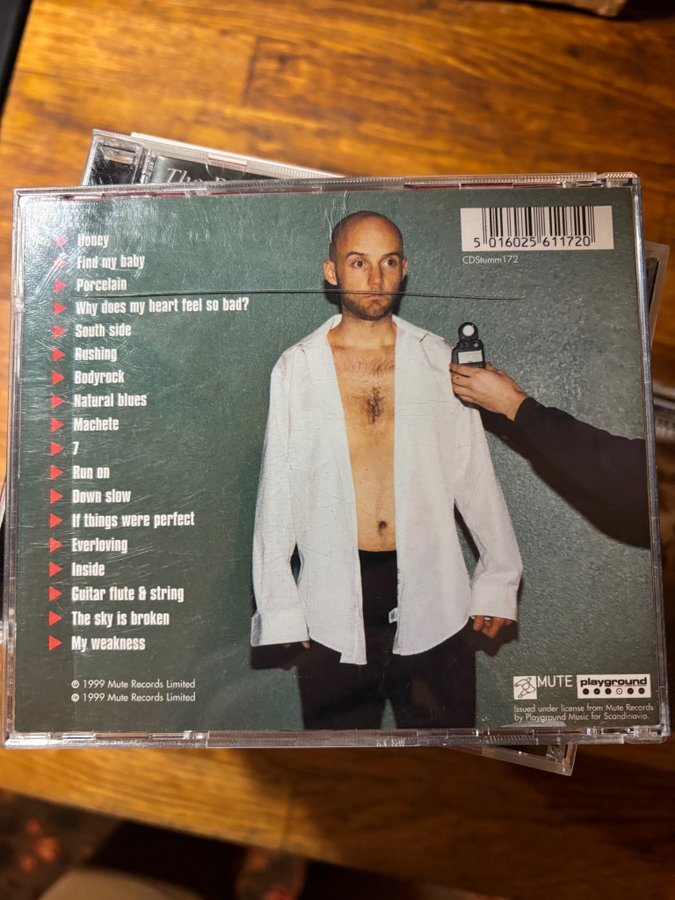 The
Honey
Find my baby
Porcelain
Why does my heart feel so bad?
South side
Rushing
Bodyrock
Natural blues
Machete
7
Run on
Down slow
If things were perfect
Everloving
Inside
Guitar flute & string
The sky is broken
My weakness
℗ 1999 Mute Records Limited
© 1999 Mute Records Limited
5 016025 611720
CDStumm172
MUTE playground
Issued under license from Mute Records
by Playground Music for Scandinavia.